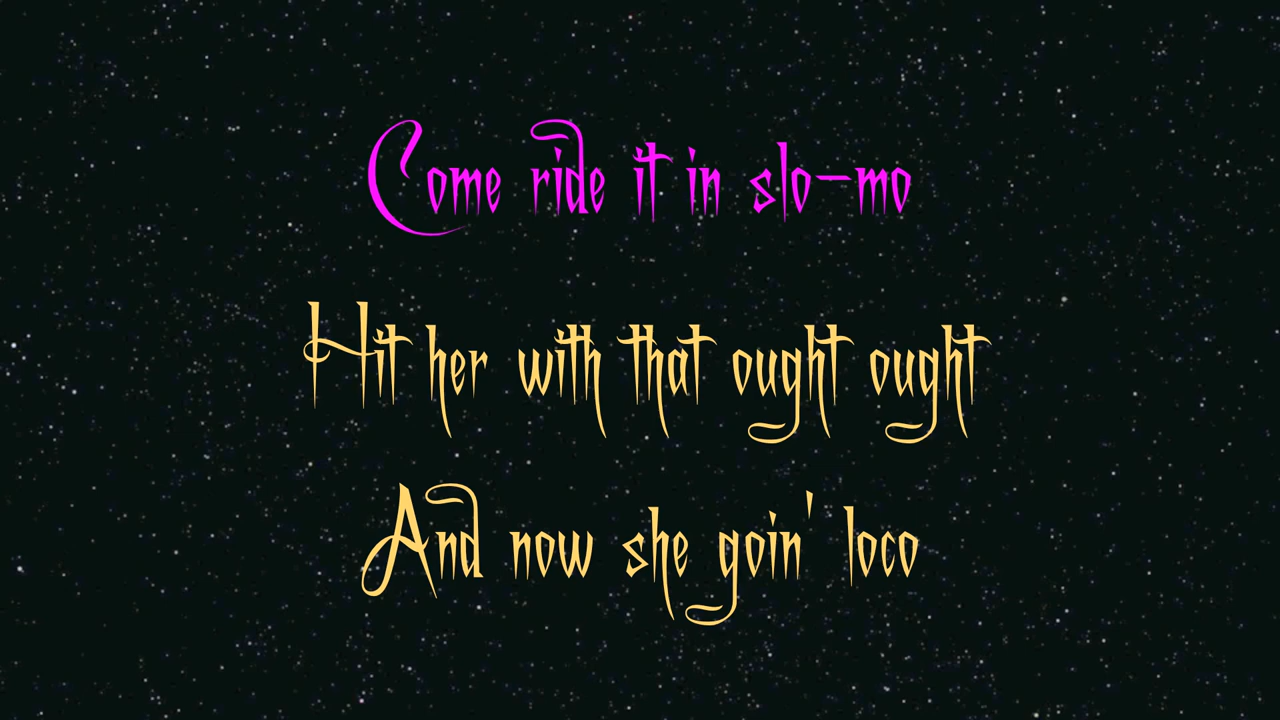 Come ride it in slo-mo
Hit her with that ought ought
And now she goin' loco